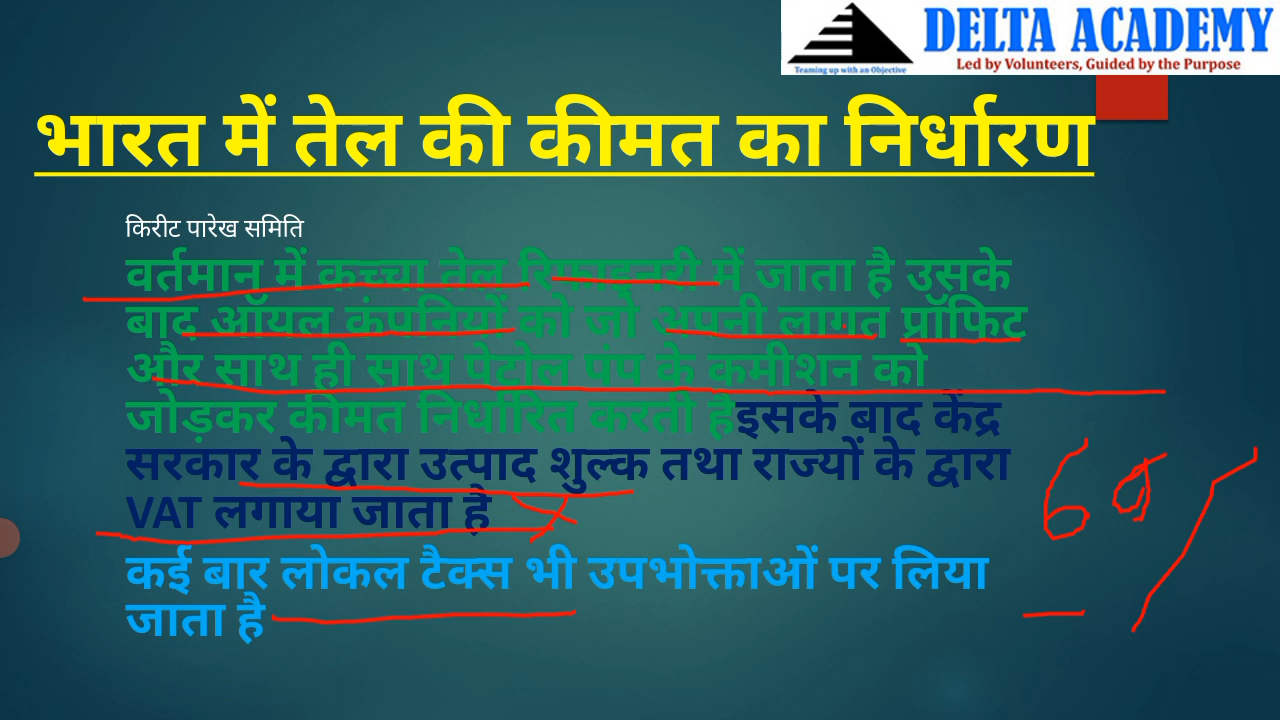 DELTA ACADEMY
Teaming up with an Objective
Led by Volunteers, Guided by the Purpose
भारत में तेल की कीमत का निर्धारण
किरीट पारेख समिति
वर्तमान में कच्चा तेल रिफाइनरी में जाता है उसके
बाद ऑयल कंपनियों को जो अपनी लागत प्रॉफिट
और साथ ही साथ पेट्रोल पंप के कमीशन को
जोड़कर कीमत निर्धारित करती हैइसके बाद केंद्र
सरकार के द्वारा उत्पाद शुल्क तथा राज्यों के द्वारा
VAT लगाया जाता है
कई बार लोकल टैक्स भी उपभोक्ताओं पर लिया
जाता है